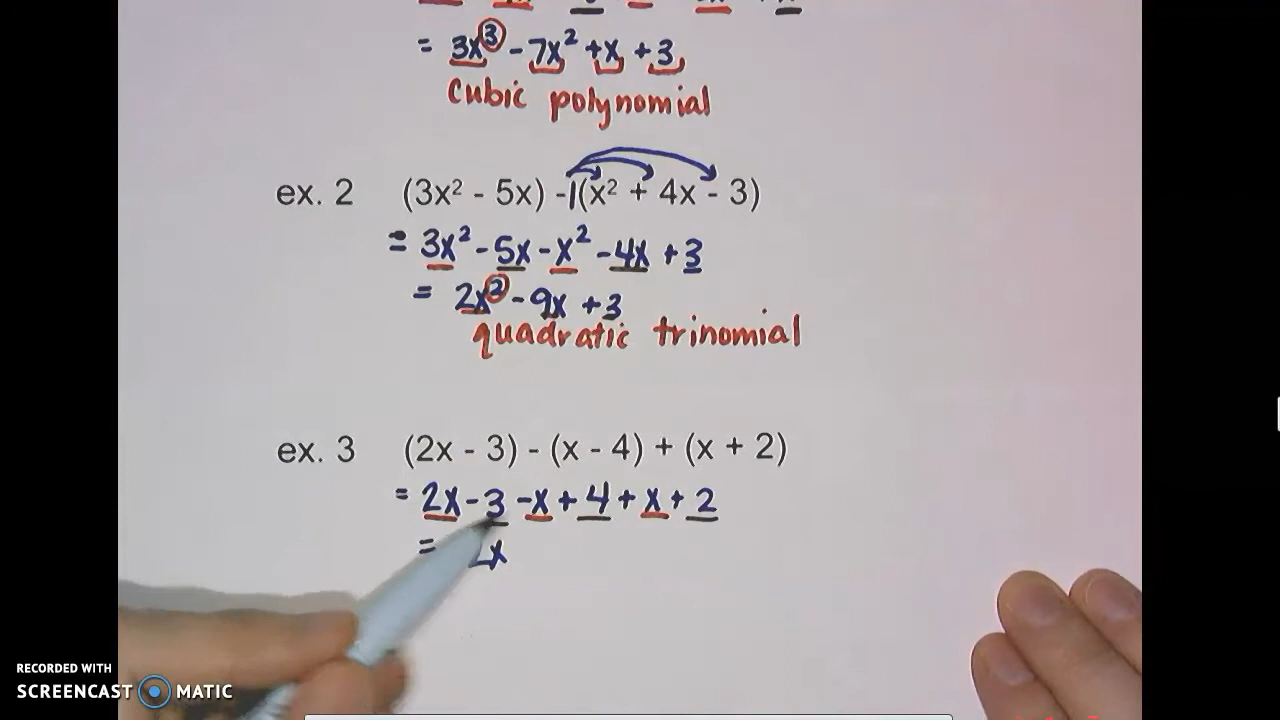 = 3x³ - 7x² + x + 3
cubic polynomial
ex. 2 (3x² - 5x) -1(x² + 4x - 3)
= 3x² - 5x - x² - 4x + 3
= 2x² - 9x + 3
quadratic trinomial
ex. 3 (2x - 3) - (x - 4) + (x + 2)
= 2x - 3 - x + 4 + x + 2
= 2x
RECORDED WITH
SCREENCAST MATIC